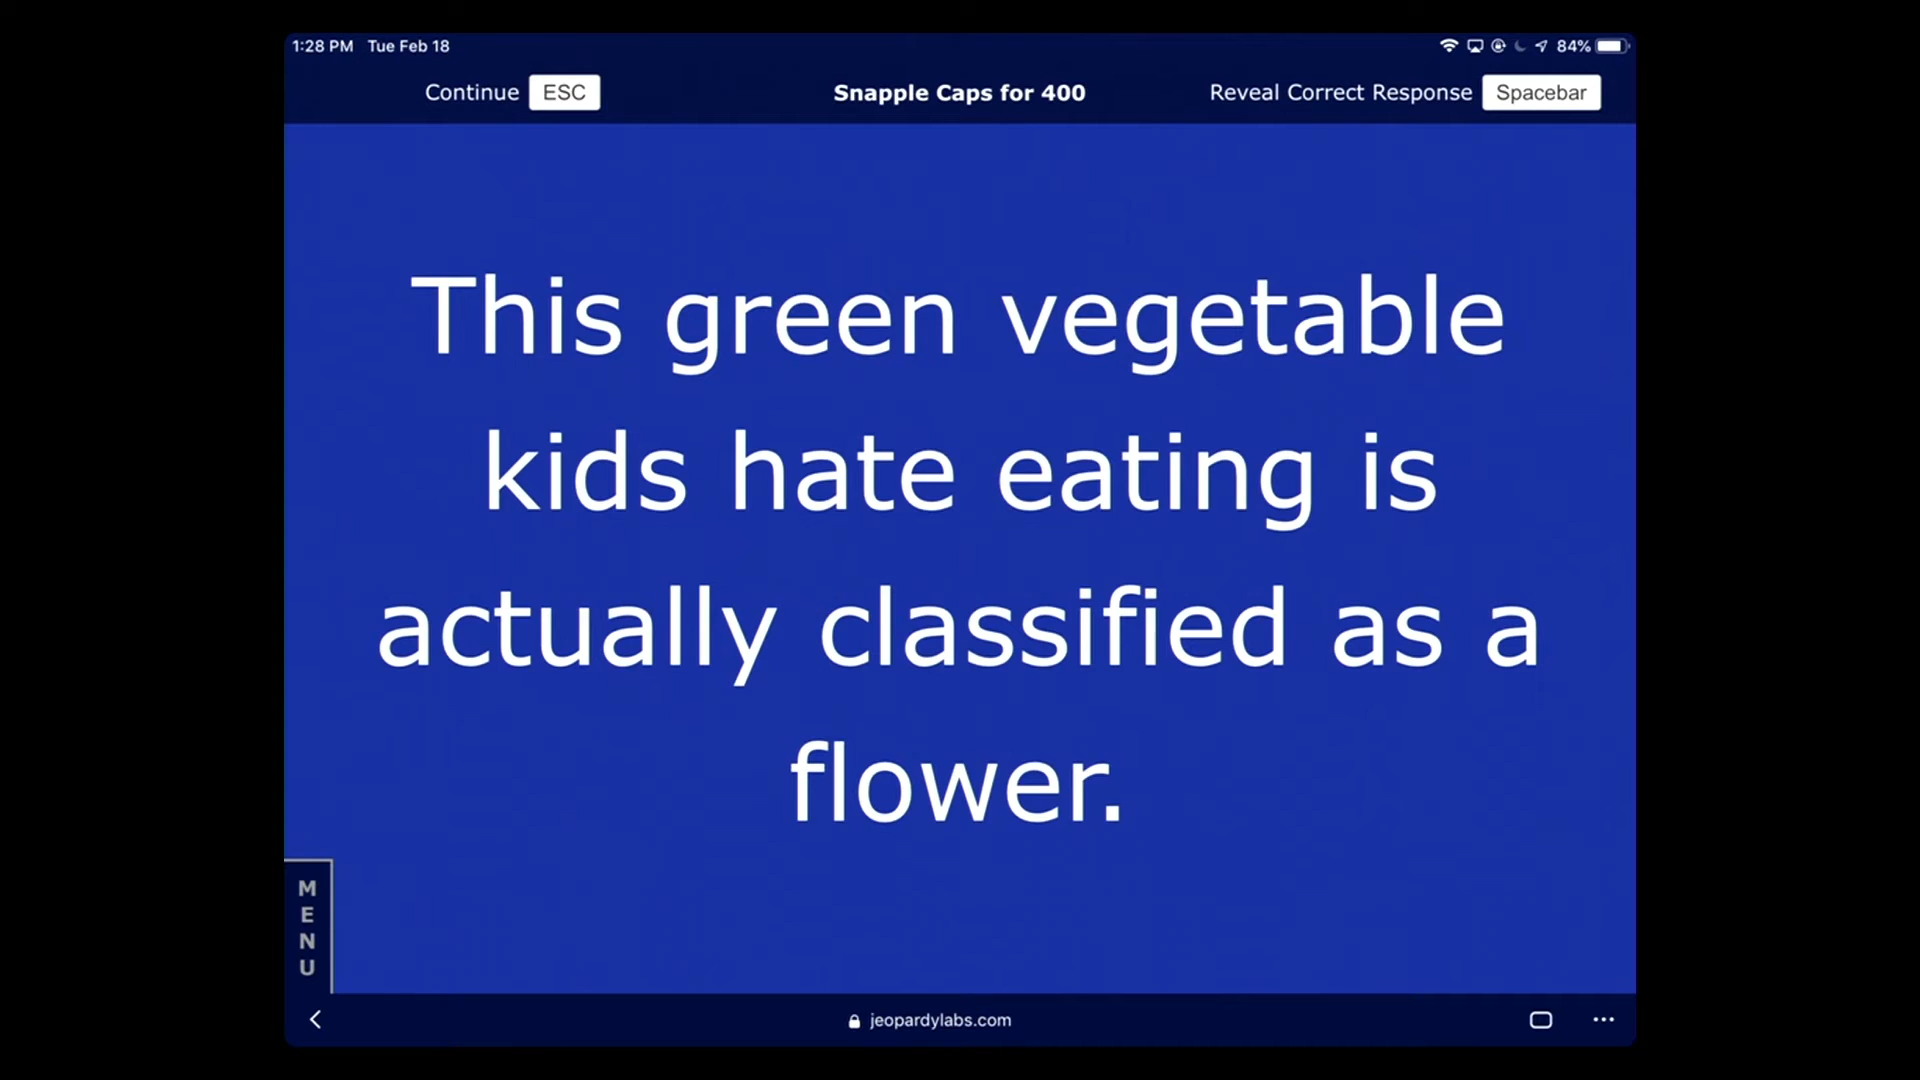 1:28 PM Tue Feb 18
84%
Continue ESC
Snapple Caps for 400
Reveal Correct Response Spacebar
This green vegetable
kids hate eating is
actually classified as a
flower.
MENU
jeopardylabs.com